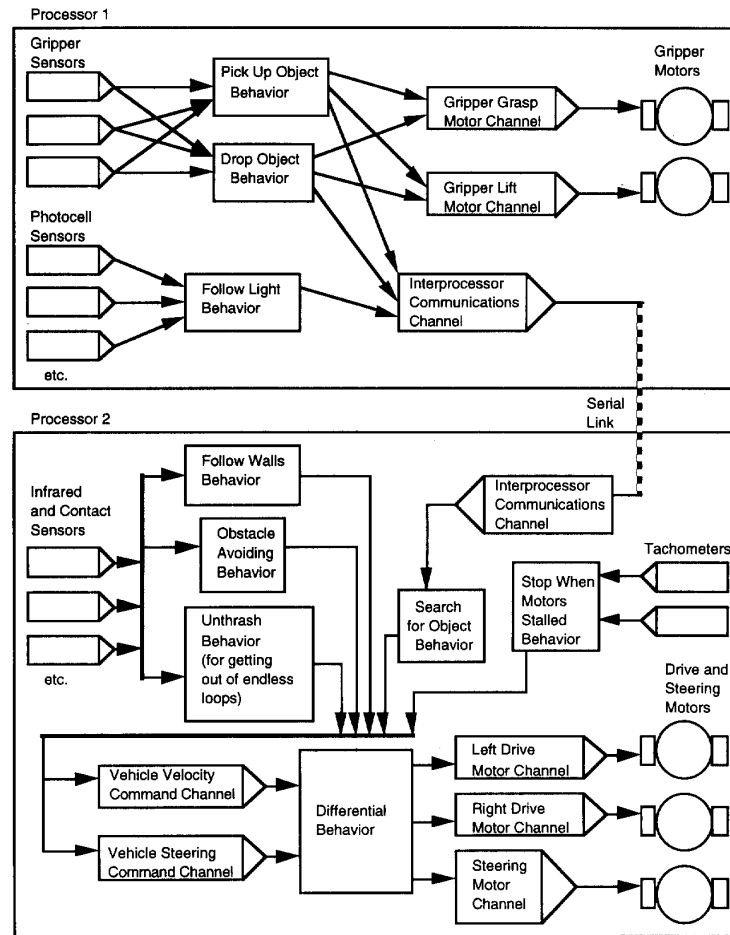 Processor 1
Gripper
Sensors
Pick Up Object
Behavior
Drop Object
Behavior
Gripper Grasp
Motor Channel
Gripper Lift
Motor Channel
Gripper
Motors
Photocell
Sensors
etc.
Follow Light
Behavior
Interprocessor
Communications
Channel
Serial
Link
Processor 2
Infrared
and Contact
Sensors
etc.
Follow Walls
Behavior
Obstacle
Avoiding
Behavior
Unthrash
Behavior
(for getting
out of endless
loops)
Interprocessor
Communications
Channel
Search
for Object
Behavior
Stop When
Motors
Stalled
Behavior
Tachometers
Drive and
Steering
Motors
Vehicle Velocity
Command Channel
Vehicle Steering
Command Channel
Differential
Behavior
Left Drive
Motor Channel
Right Drive
Motor Channel
Steering
Motor
Channel